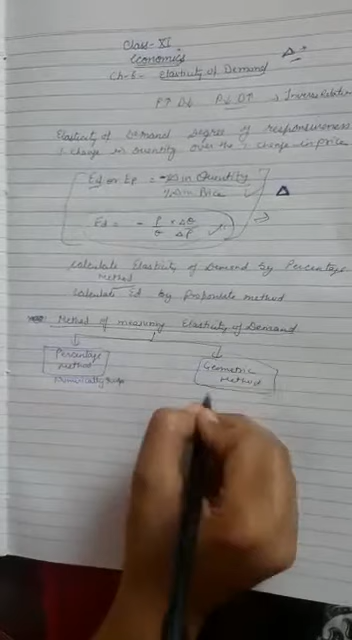 Class-XI
Economics
Δ
Ch-6 - Elasticity of Demand
P↑ D↓ P↓ D↑ → Inverse Relation
Elasticity of Demand Degree of responsiveness
% change in quantity over the % change in price
Ed or Ep = -%Δ in Quantity
%Δ in Price
Δ
Ed = - P/Q × ΔQ/ΔP
calculate Elasticity of Demand by Percentage
method
calculate Ed by Proportionate method
Method of measuring Elasticity of Demand
Percentage
method
Geometric
method